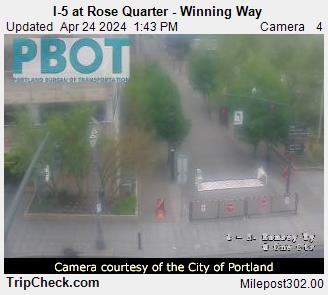 I-5 at Rose Quarter - Winning Way
Updated Apr 24 2024 1:43 PM Camera 4
PBOT
PORTLAND BUREAU OF TRANSPORTATION
Camera courtesy of the City of Portland
TripCheck.com Milepost302.00